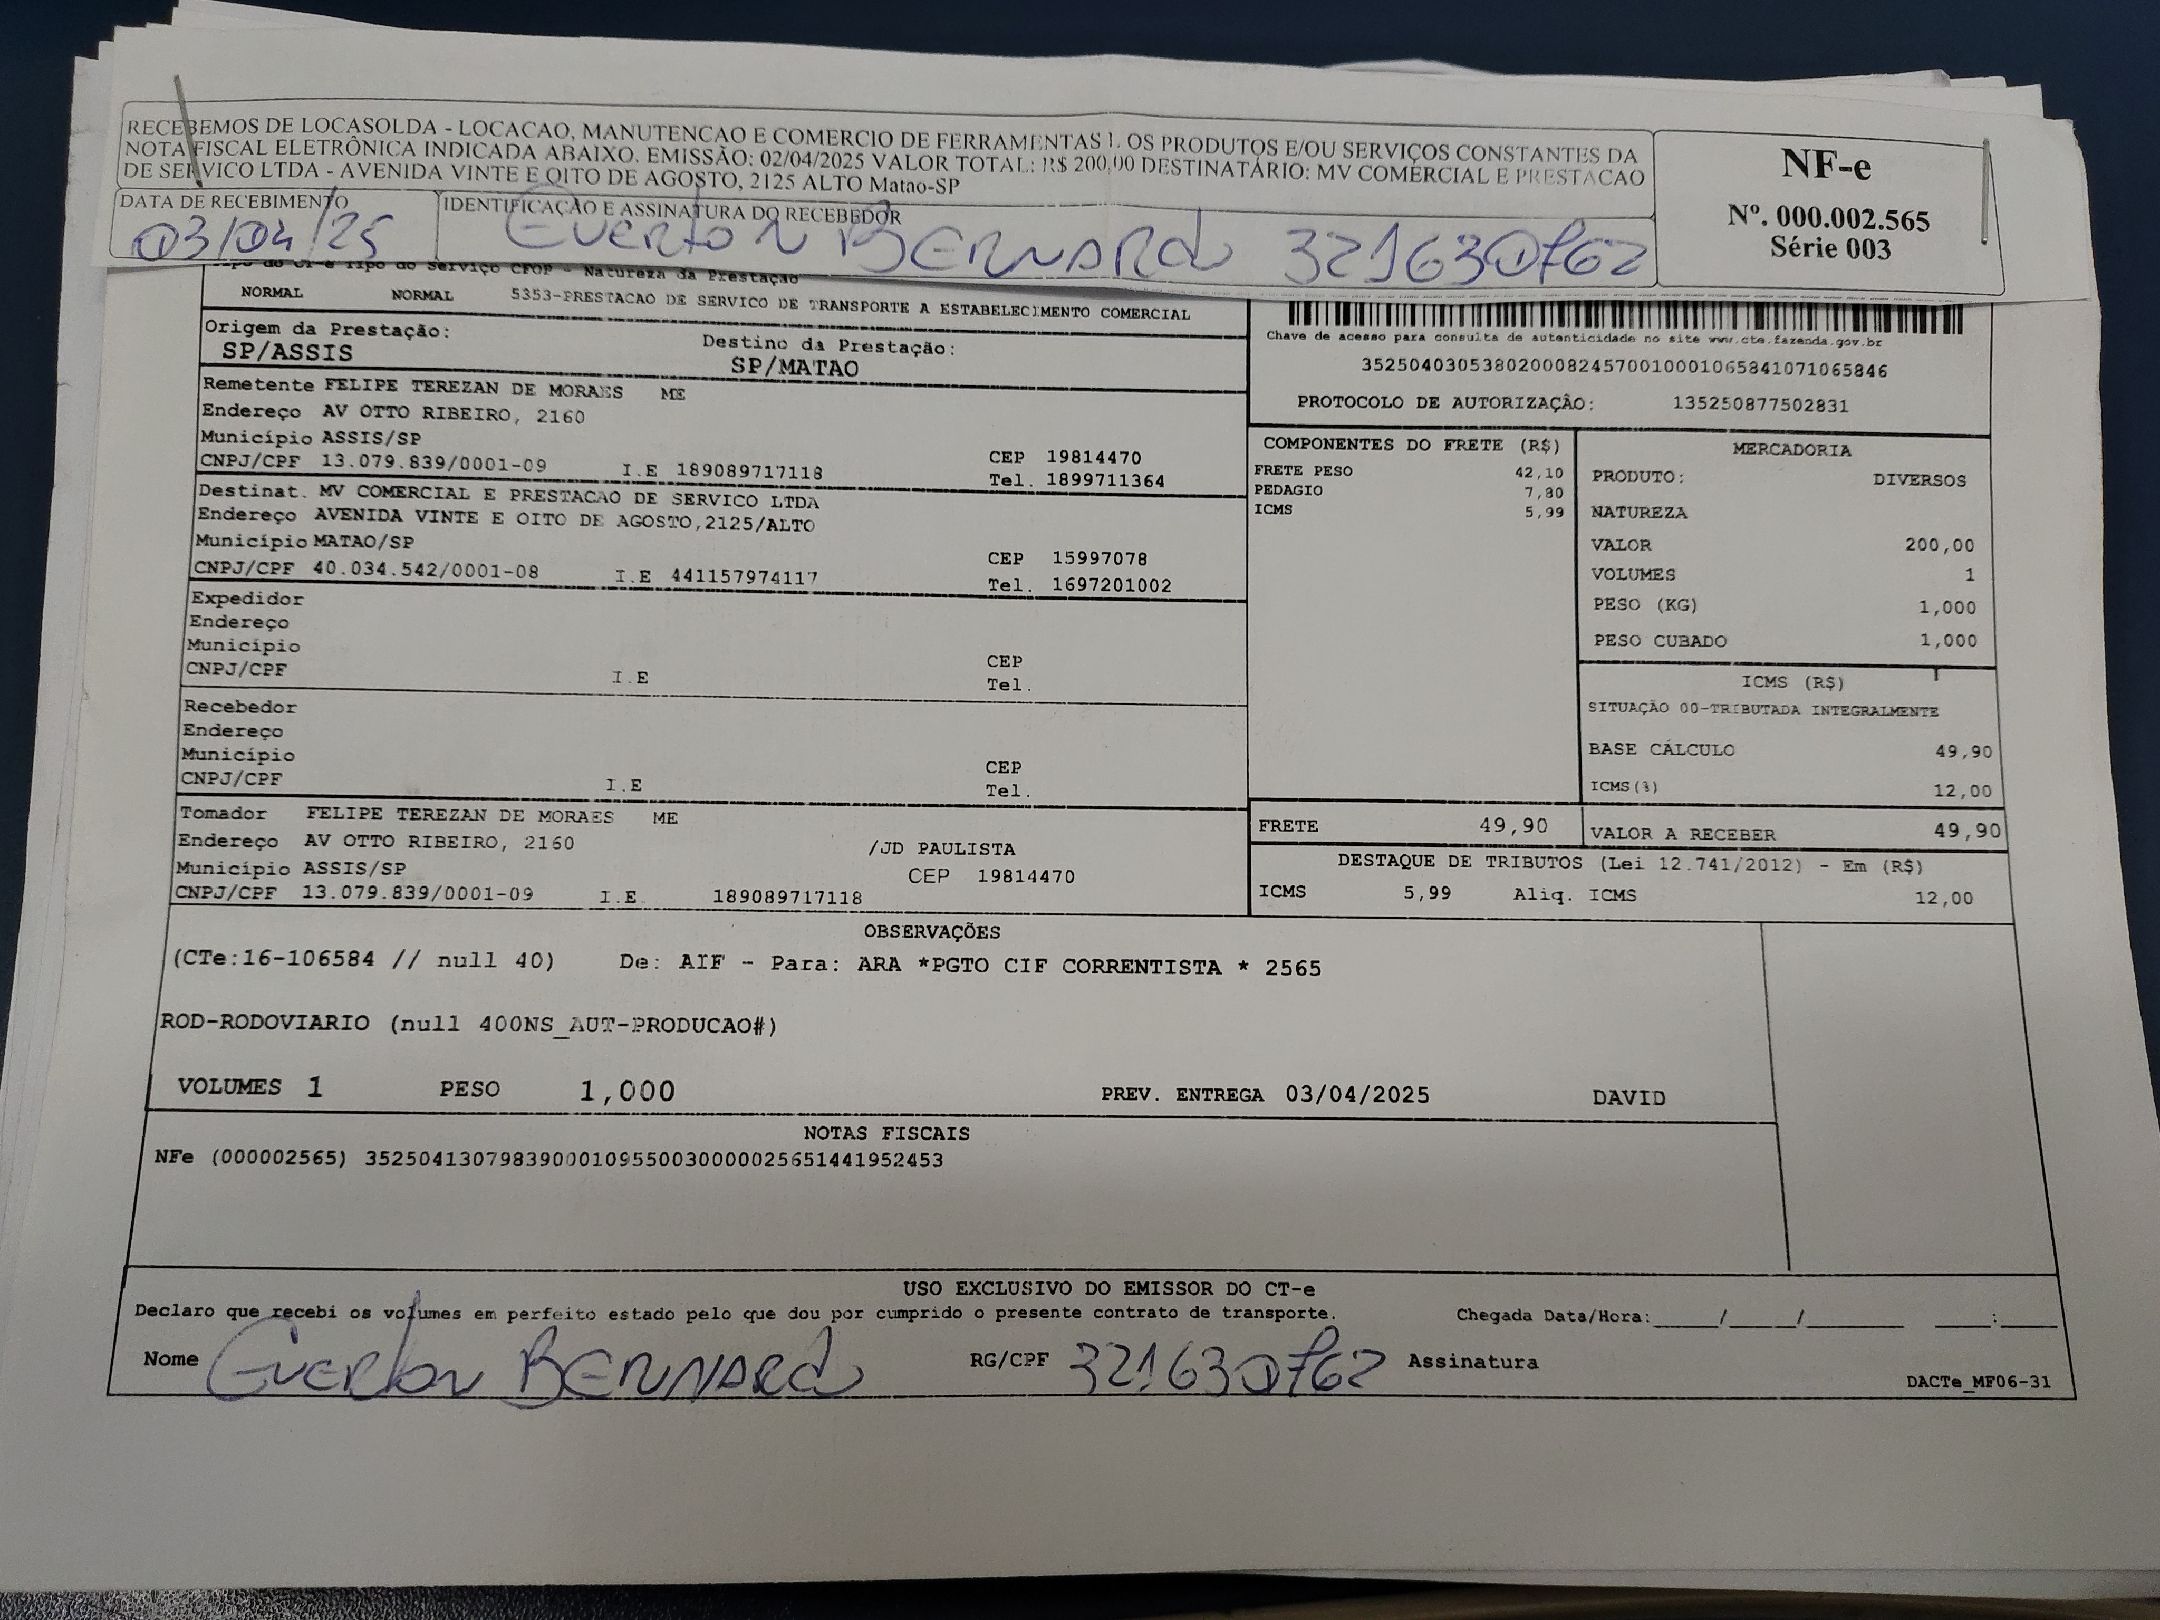 RECEBEMOS DE LOCASOLDA - LOCACAO, MANUTENCAO E COMERCIO DE FERRAMENTAS L OS PRODUTOS E/OU SERVIÇOS CONSTANTES DA
NOTA FISCAL ELETRÔNICA INDICADA ABAIXO. EMISSÃO: 02/04/2025 VALOR TOTAL: R$ 200,00 DESTINATÁRIO: MV COMERCIAL E PRESTACAO
DE SERVICO LTDA - AVENIDA VINTE E OITO DE AGOSTO, 2125 ALTO Matao-SP
DATA DE RECEBIMENTO IDENTIFICAÇÃO E ASSINATURA DO RECEBEDOR
03/04/25 Everton BERNARdo 321630762
NF-e
Nº. 000.002.565
Série 003
Tipo do CT-e Tipo do Serviço CFOP - Natureza da Prestação
NORMAL NORMAL 5353-PRESTACAO DE SERVICO DE TRANSPORTE A ESTABELECIMENTO COMERCIAL
Origem da Prestação: Destino da Prestação:
SP/ASSIS SP/MATAO
Chave de acesso para consulta de autenticidade no site www.cte.fazenda.gov.br
35250403053802000824570010001065841071065846
PROTOCOLO DE AUTORIZAÇÂO: 135250877502831
Remetente FELIPE TEREZAN DE MORAES ME
Endereço AV OTTO RIBEIRO, 2160
Município ASSIS/SP CEP 19814470
CNPJ/CPF 13.079.839/0001-09 I.E 189089717118 Tel. 1899711364
Destinat. MV COMERCIAL E PRESTACAO DE SERVICO LTDA
Endereço AVENIDA VINTE E OITO DE AGOSTO,2125/ALTO
Município MATAO/SP CEP 15997078
CNPJ/CPF 40.034.542/0001-08 I.E 441157974117 Tel. 1697201002
Expedidor
Endereço
Município CEP
CNPJ/CPF I.E Tel.
Recebedor
Endereço
Município CEP
CNPJ/CPF I.E Tel.
Tomador FELIPE TEREZAN DE MORAES ME
Endereço AV OTTO RIBEIRO, 2160 /JD PAULISTA
Município ASSIS/SP CEP 19814470
CNPJ/CPF 13.079.839/0001-09 I.E 189089717118
COMPONENTES DO FRETE (R$)
FRETE PESO 42,10
PEDAGIO 7,80
ICMS 5,99
MERCADORIA
PRODUTO: DIVERSOS
NATUREZA
VALOR 200,00
VOLUMES 1
PESO (KG) 1,000
PESO CUBADO 1,000
ICMS (R$)
SITUAÇÃO 00-TRIBUTADA INTEGRALMENTE
BASE CÁLCULO 49,90
ICMS(%) 12,00
FRETE 49,90 VALOR A RECEBER 49,90
DESTAQUE DE TRIBUTOS (Lei 12.741/2012) - Em (R$)
ICMS 5,99 Aliq. ICMS 12,00
OBSERVAÇÕES
(CTe:16-106584 // null 40) De: AIF - Para: ARA *PGTO CIF CORRENTISTA * 2565
ROD-RODOVIARIO (null 400NS_AUT-PRODUCAO#)
VOLUMES 1 PESO 1,000 PREV. ENTREGA 03/04/2025 DAVID
NOTAS FISCAIS
NFe (000002565) 35250413079839000109550030000025651441952453
USO EXCLUSIVO DO EMISSOR DO CT-e
Declaro que recebi os volumes em perfeito estado pelo que dou por cumprido o presente contrato de transporte. Chegada Data/Hora:_____/_____/________ ____:____
Nome Everton BERNARdo RG/CPF 321630762 Assinatura
DACTe_MF06-31